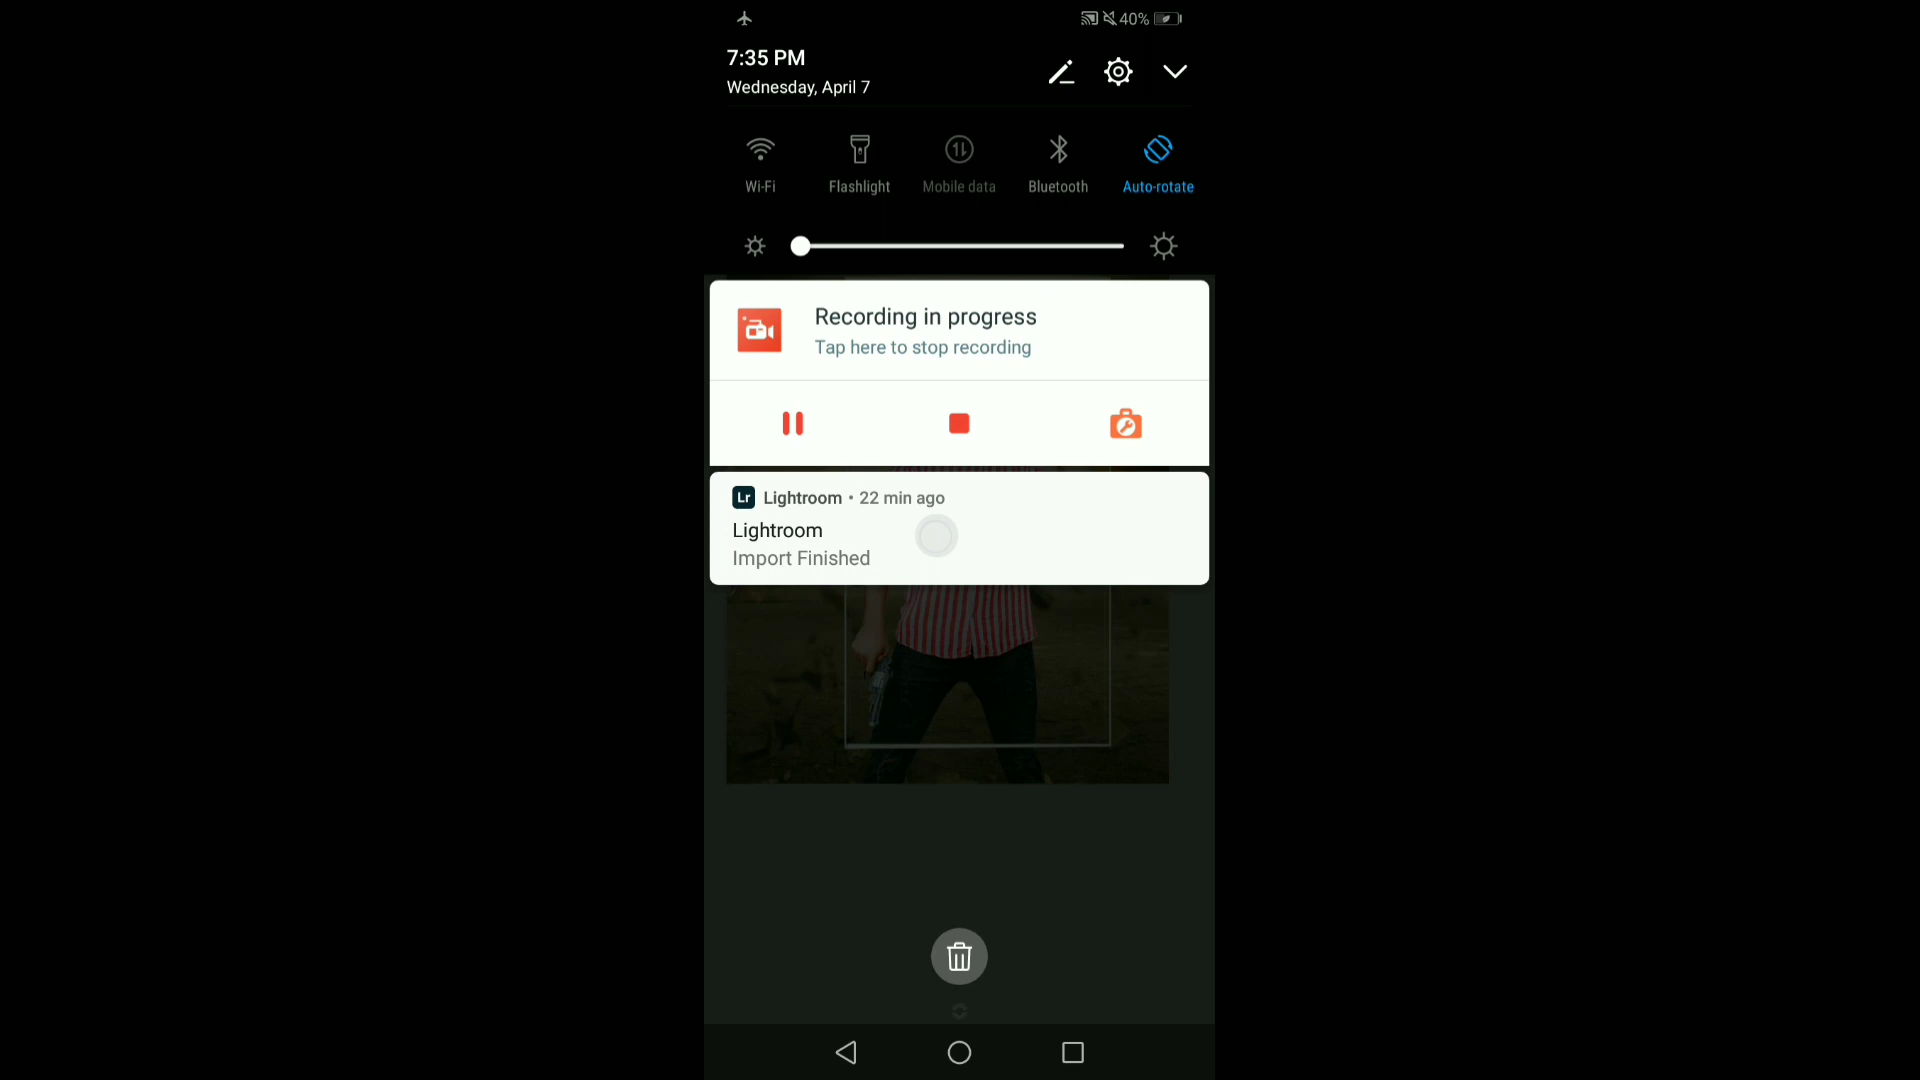 40%
7:35 PM
Wednesday, April 7
Wi-Fi
Flashlight
Mobile data
Bluetooth
Auto-rotate
Recording in progress
Tap here to stop recording
Lr Lightroom • 22 min ago
Lightroom
Import Finished